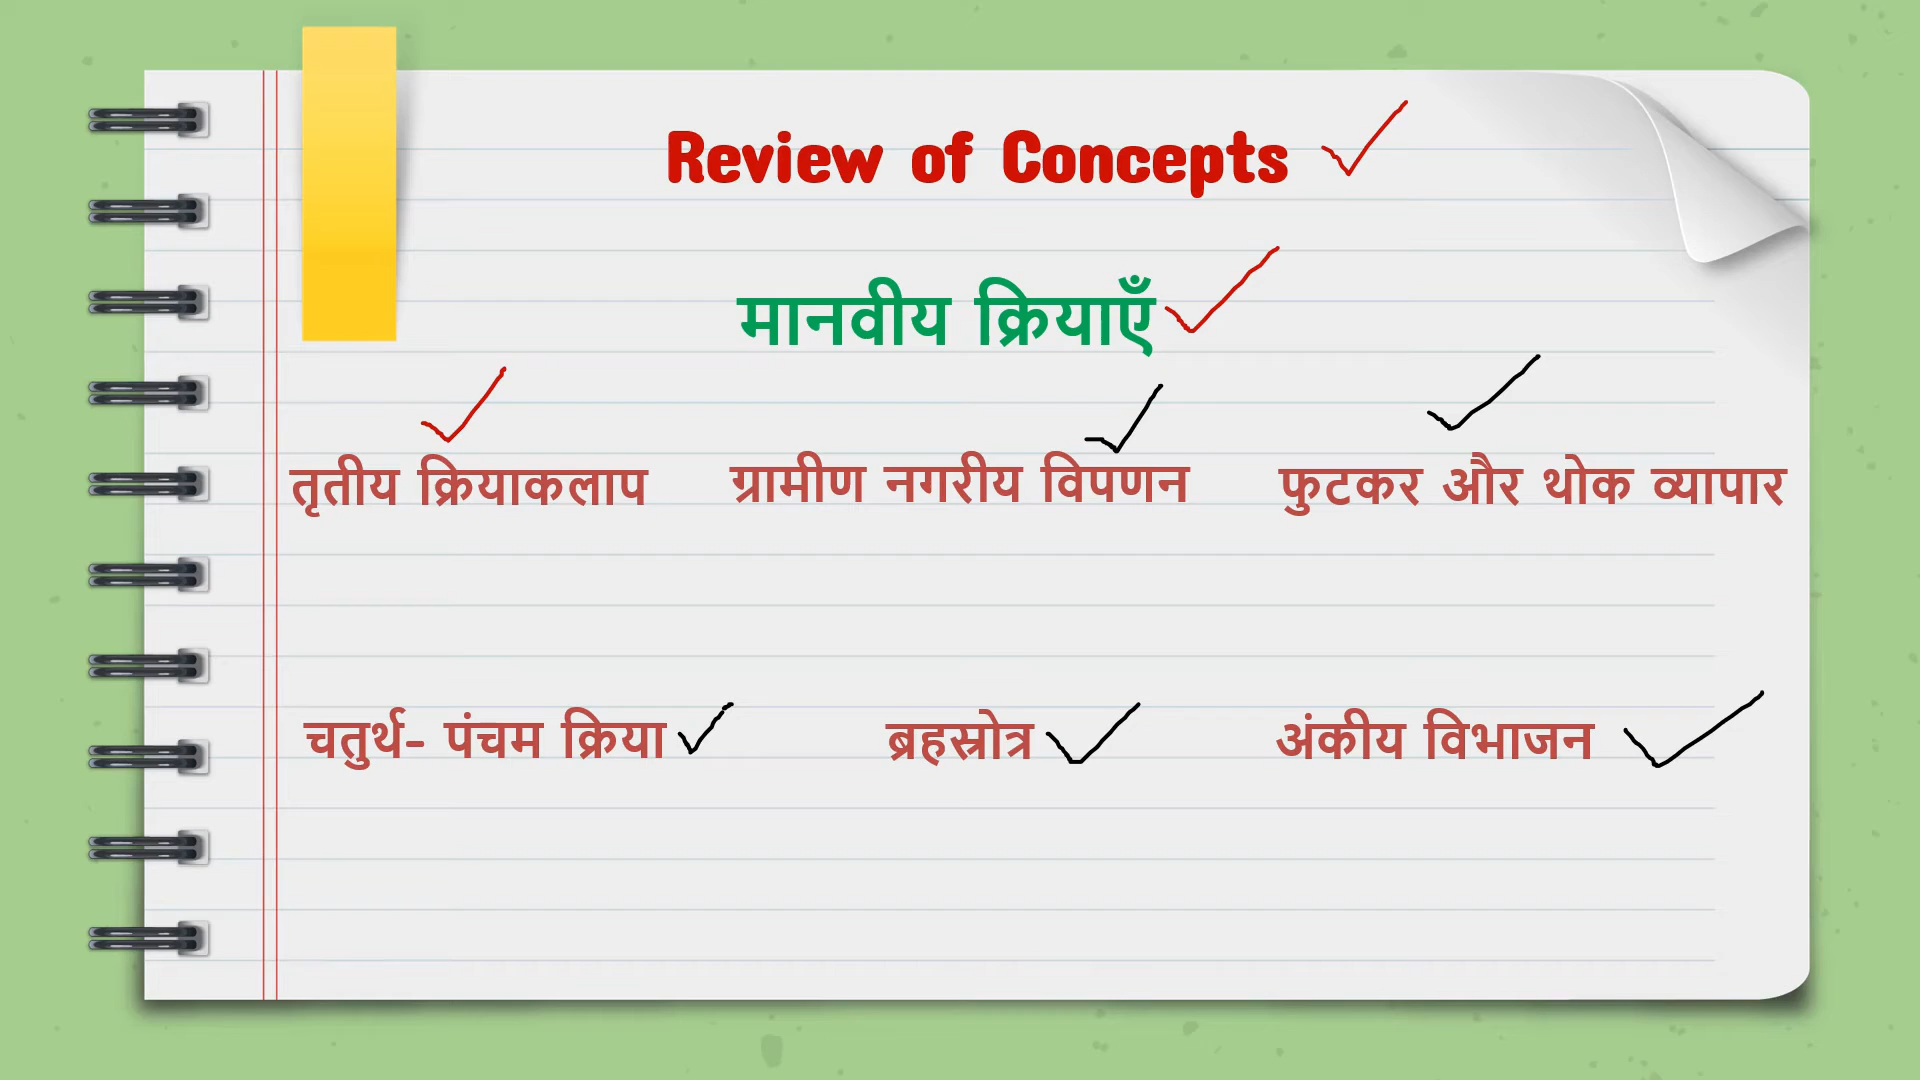 Review of Concepts
मानवीय क्रियाएँ
तृतीय क्रियाकलाप ग्रामीण नगरीय विपणन फुटकर और थोक व्यापार
चतुर्थ- पंचम क्रिया ब्रहस्रोत्र अंकीय विभाजन